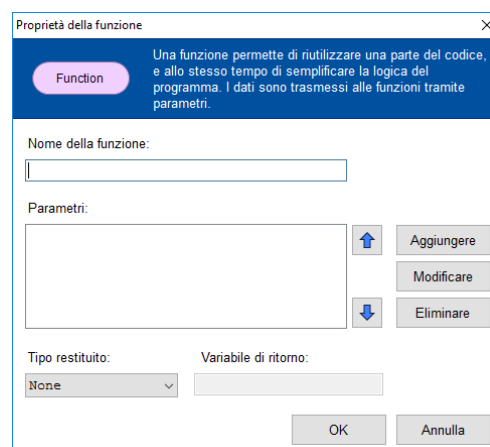 Proprietà della funzione
Function
Una funzione permette di riutilizzare una parte del codice,
e allo stesso tempo di semplificare la logica del
programma. I dati sono trasmessi alle funzioni tramite
parametri.
Nome della funzione:
Parametri:
Aggiungere
Modificare
Eliminare
Tipo restituito:
Variabile di ritorno:
None
OK
Annulla